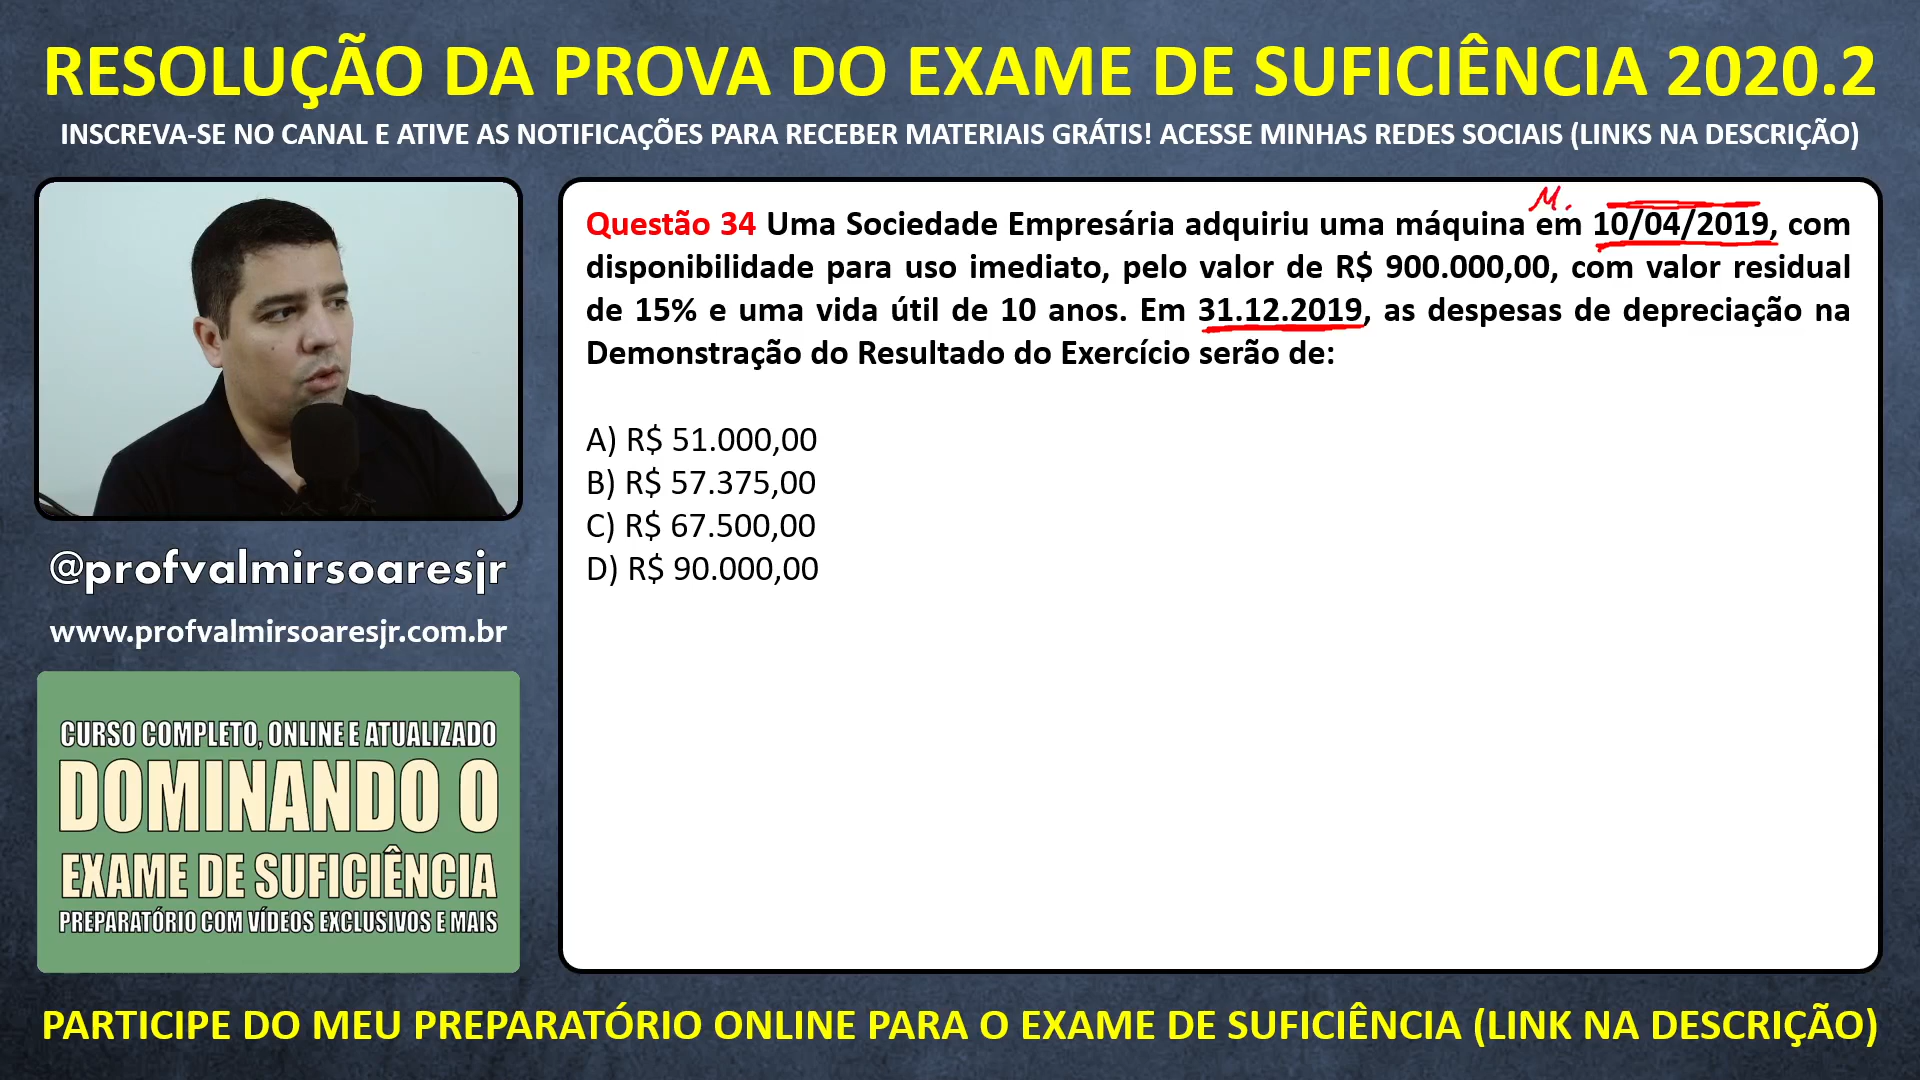 RESOLUÇÃO DA PROVA DO EXAME DE SUFICIÊNCIA 2020.2
INSCREVA-SE NO CANAL E ATIVE AS NOTIFICAÇÕES PARA RECEBER MATERIAIS GRÁTIS! ACESSE MINHAS REDES SOCIAIS (LINKS NA DESCRIÇÃO)
M.
Questão 34 Uma Sociedade Empresária adquiriu uma máquina em 10/04/2019, com
disponibilidade para uso imediato, pelo valor de R$ 900.000,00, com valor residual
de 15% e uma vida útil de 10 anos. Em 31.12.2019, as despesas de depreciação na
Demonstração do Resultado do Exercício serão de:
A) R$ 51.000,00
B) R$ 57.375,00
C) R$ 67.500,00
D) R$ 90.000,00
@profvalmirsoaresjr
www.profvalmirsoaresjr.com.br
CURSO COMPLETO, ONLINE E ATUALIZADO
DOMINANDO O
EXAME DE SUFICIÊNCIA
PREPARATÓRIO COM VÍDEOS EXCLUSIVOS E MAIS
PARTICIPE DO MEU PREPARATÓRIO ONLINE PARA O EXAME DE SUFICIÊNCIA (LINK NA DESCRIÇÃO)